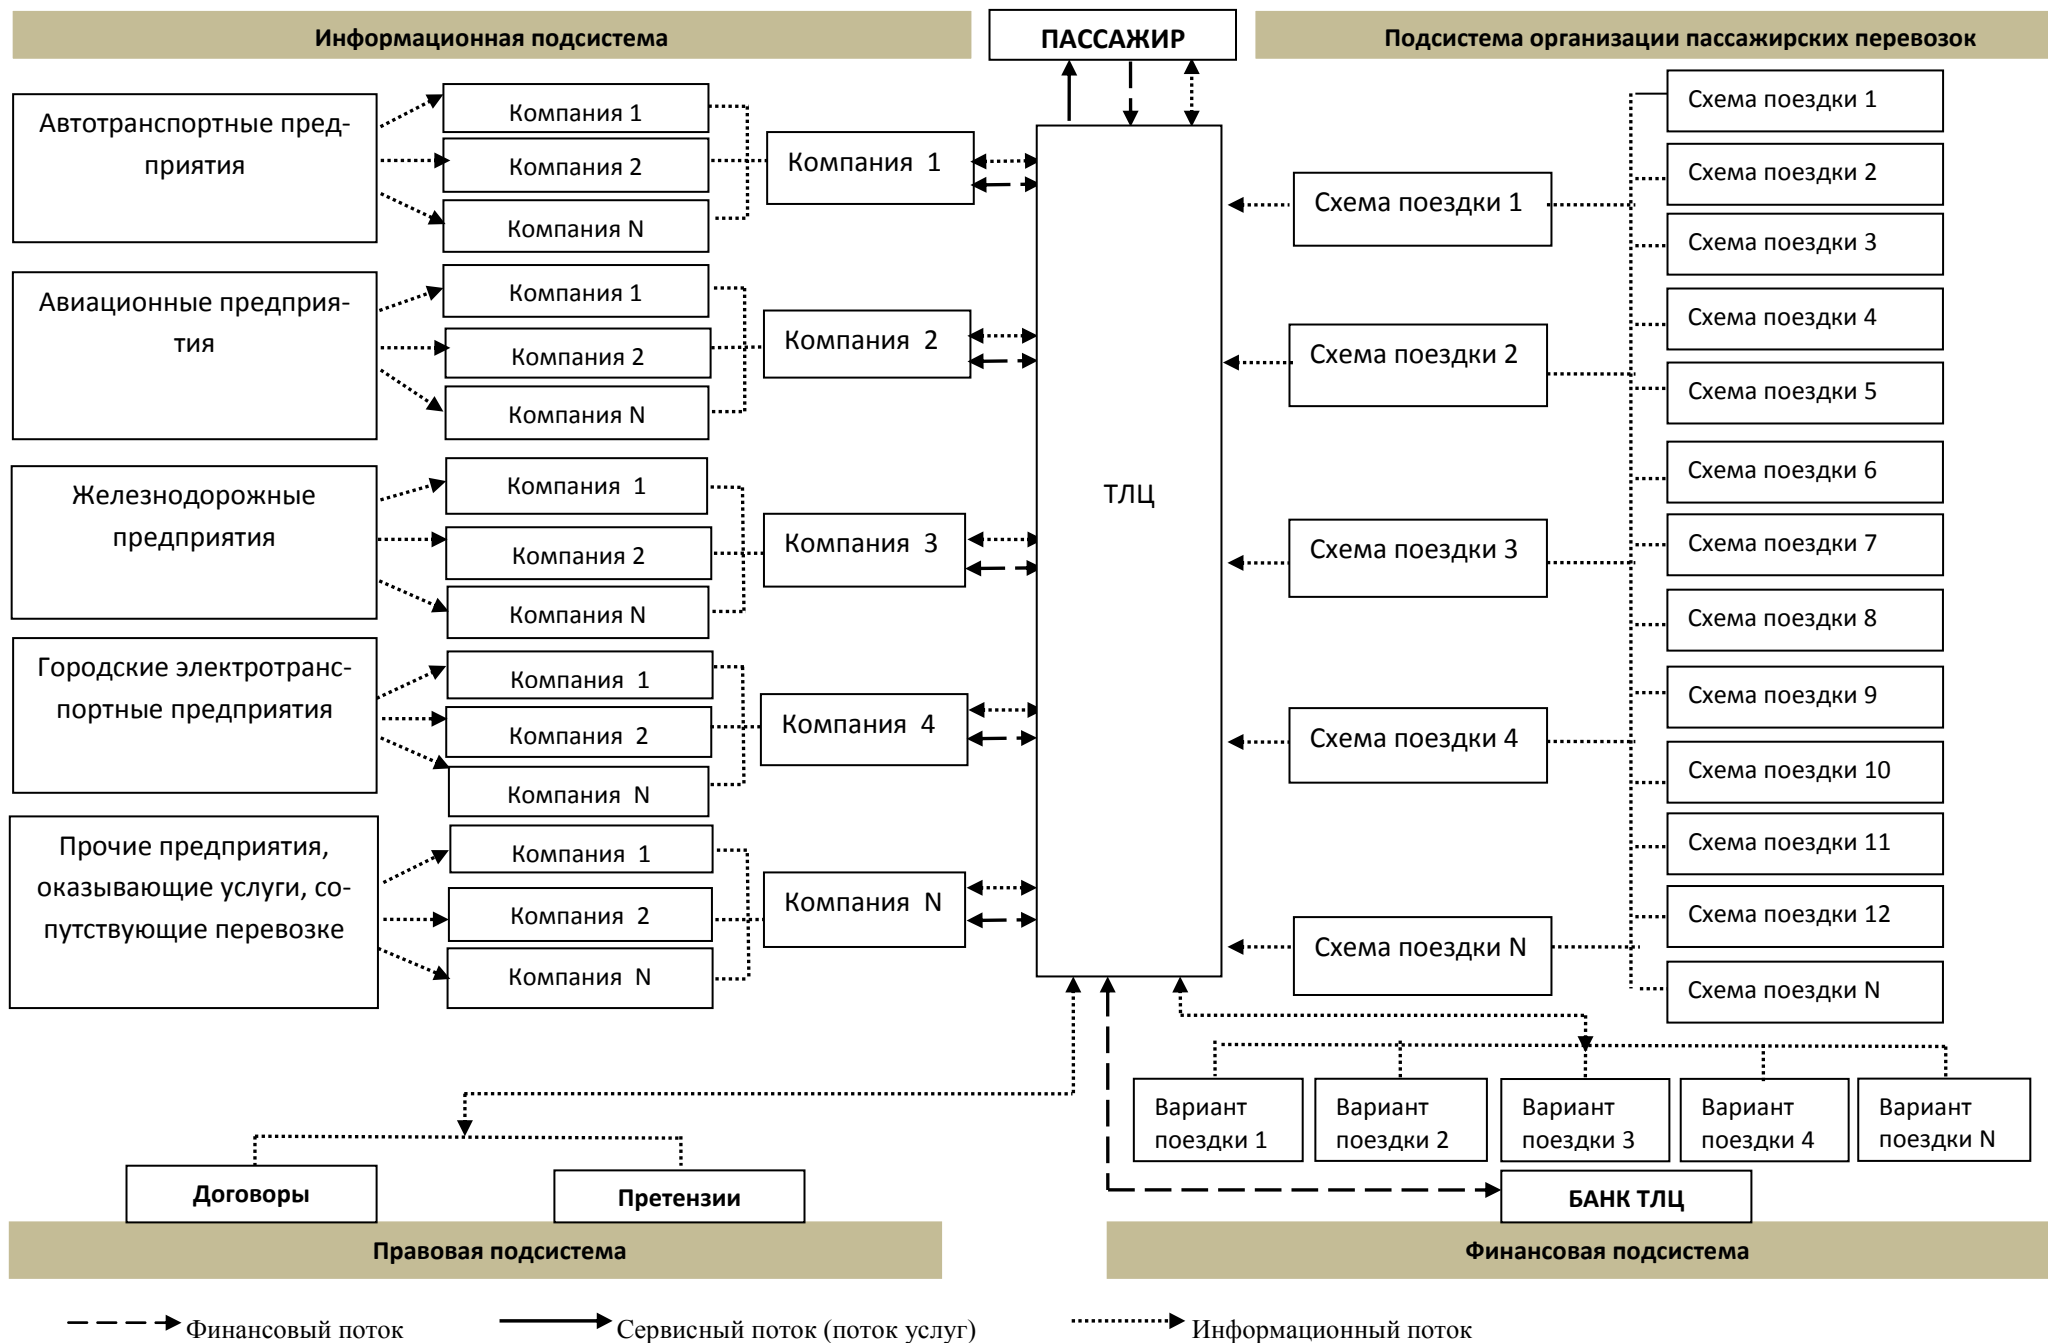 Информационная подсистема
ПАССАЖИР
Подсистема организации пассажирских перевозок
Автотранспортные пред-
приятия
Компания 1
Компания 2
Компания N
Компания 1
Авиационные предприя-
тия
Компания 1
Компания 2
Компания N
Компания 2
Железнодорожные
предприятия
Компания 1
Компания 2
Компания N
Компания 3
Городские электротранс-
портные предприятия
Компания 1
Компания 2
Компания N
Компания 4
Прочие предприятия,
оказывающие услуги, со-
путствующие перевозке
Компания 1
Компания 2
Компания N
Компания N
ТЛЦ
Схема поездки 1
Схема поездки 2
Схема поездки 3
Схема поездки 4
Схема поездки N
Схема поездки 1
Схема поездки 2
Схема поездки 3
Схема поездки 4
Схема поездки 5
Схема поездки 6
Схема поездки 7
Схема поездки 8
Схема поездки 9
Схема поездки 10
Схема поездки 11
Схема поездки 12
Схема поездки N
Вариант
поездки 1
Вариант
поездки 2
Вариант
поездки 3
Вариант
поездки 4
Вариант
поездки N
Договоры
Претензии
БАНК ТЛЦ
Правовая подсистема
Финансовая подсистема
Финансовый поток
Сервисный поток (поток услуг)
Информационный поток